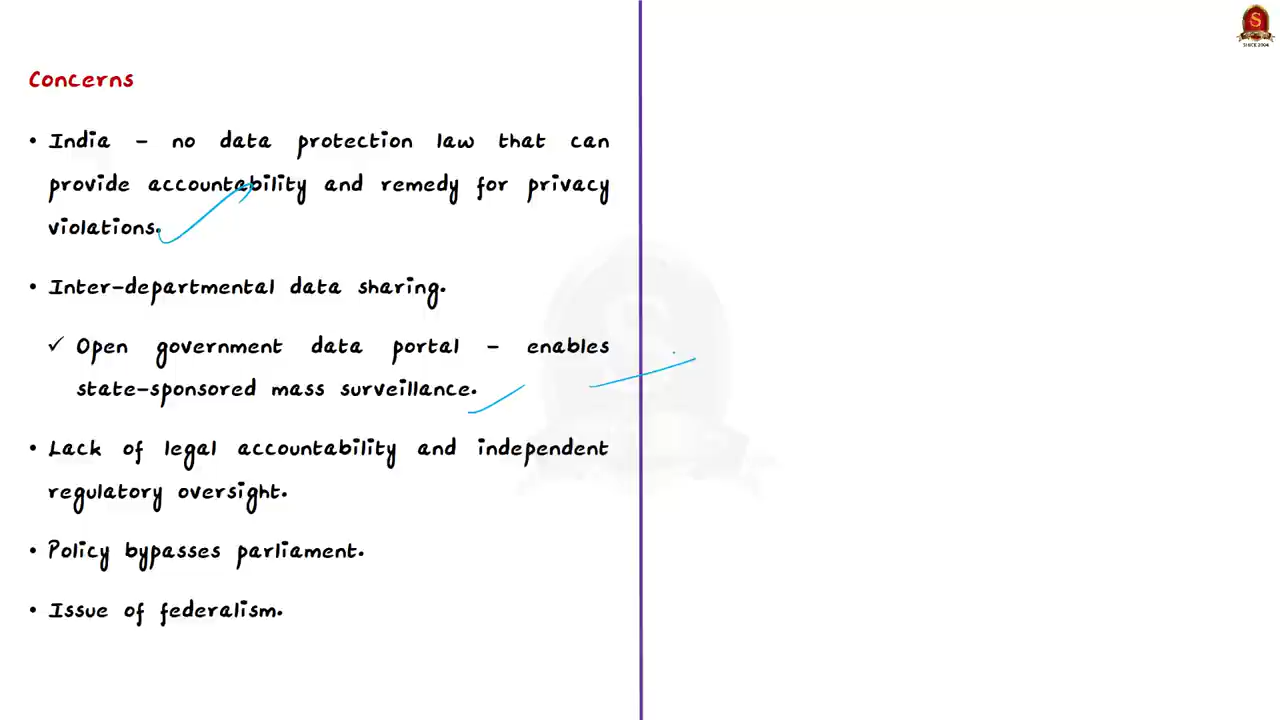 Concerns
• India – no data protection law that can
provide accountability and remedy for privacy
violations.
• Inter-departmental data sharing.
✓ Open government data portal – enables
state-sponsored mass surveillance.
• Lack of legal accountability and independent
regulatory oversight.
• Policy bypasses parliament.
• Issue of federalism.
S
SINCE 2004